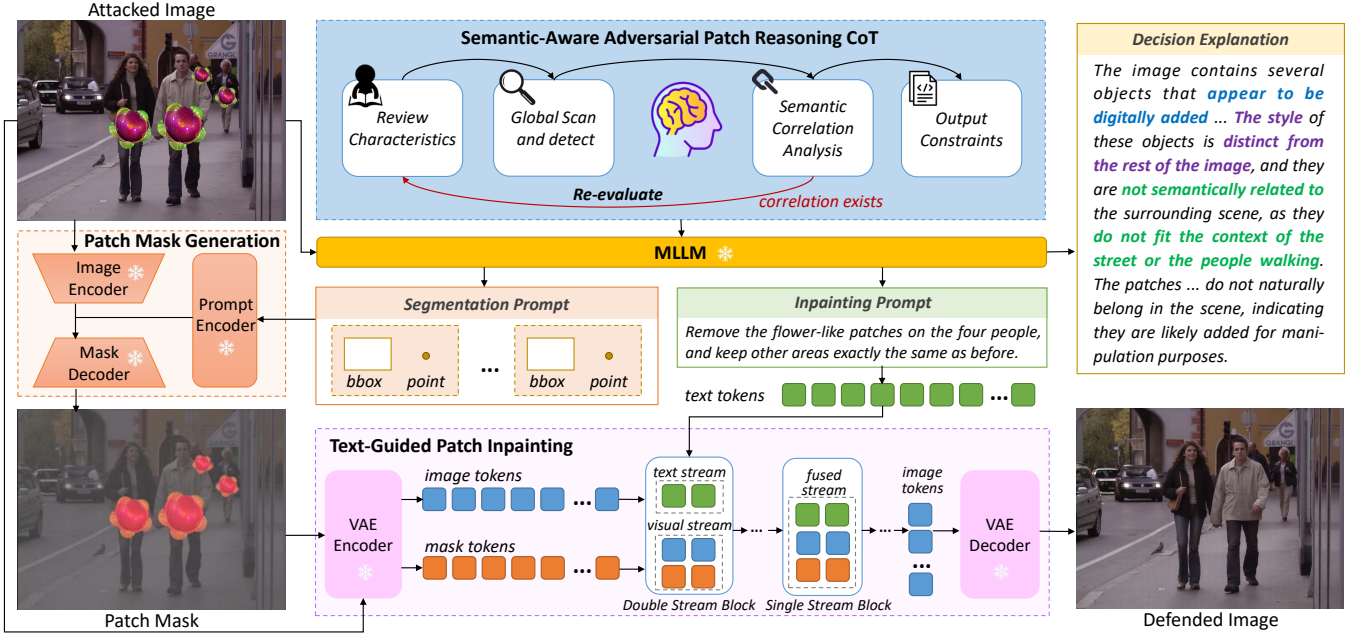 Attacked Image
G
GRANGL
Semantic-Aware Adversarial Patch Reasoning CoT
Review
Characteristics
Global Scan
and detect
Semantic
Correlation
Analysis
Output
Constraints
Re-evaluate
correlation exists
Decision Explanation
The image contains several
objects that appear to be
digitally added ... The style of
these objects is distinct from
the rest of the image, and they
are not semantically related to
the surrounding scene, as they
do not fit the context of the
street or the people walking.
The patches ... do not naturally
belong in the scene, indicating
they are likely added for mani-
pulation purposes.
Patch Mask Generation
Image
Encoder
Prompt
Encoder
Mask
Decoder
MLLM
Segmentation Prompt
bbox point
...
bbox point
Inpainting Prompt
Remove the flower-like patches on the four people,
and keep other areas exactly the same as before.
text tokens
...
Text-Guided Patch Inpainting
VAE
Encoder
image tokens
...
mask tokens
...
text stream
visual stream
Double Stream Block
...
fused
stream
Single Stream Block
...
image
tokens
...
VAE
Decoder
Patch Mask
GRANGL
Defended Image